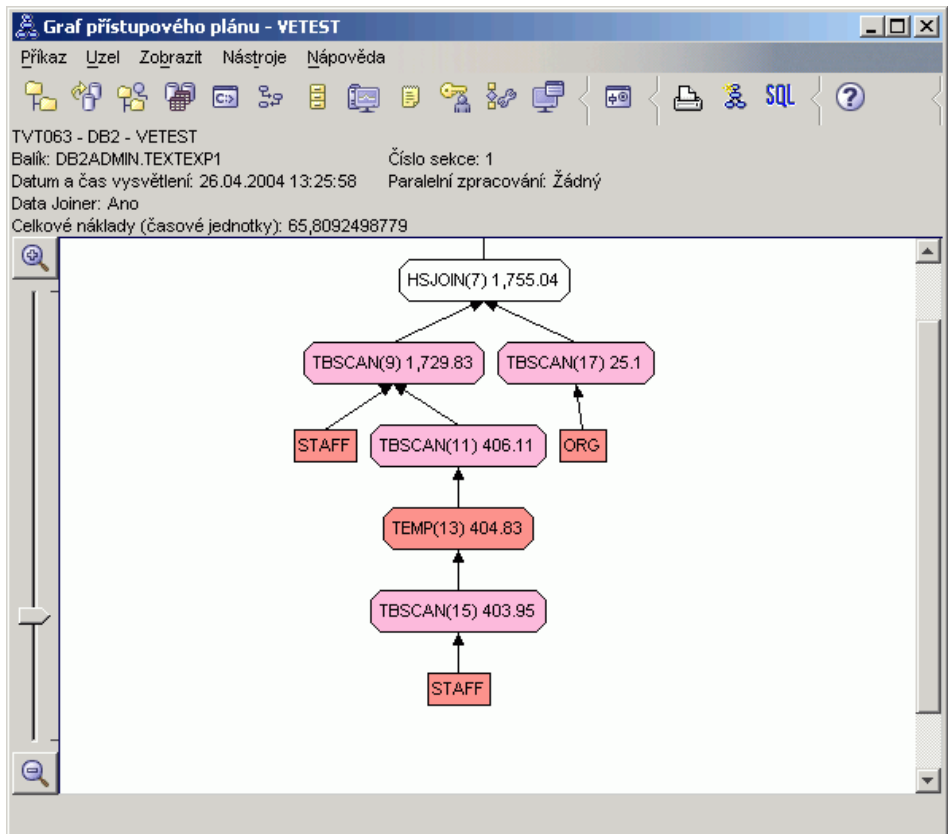 Graf přístupového plánu - VETEST
Příkaz Uzel Zobrazit Nástroje Nápověda
C:\> SQL ?
TVT063 - DB2 - VETEST
Balík: DB2ADMIN.TEXTEXP1 Číslo sekce: 1
Datum a čas vysvětlení: 26.04.2004 13:25:58 Paralelní zpracování: Žádný
Data Joiner: Ano
Celkové náklady (časové jednotky): 65,8092498779
HSJOIN(7) 1,755.04
TBSCAN(9) 1,729.83 TBSCAN(17) 25.1
STAFF TBSCAN(11) 406.11 ORG
TEMP(13) 404.83
TBSCAN(15) 403.95
STAFF